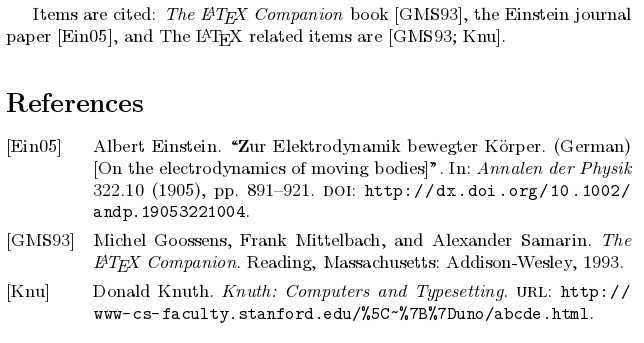 Items are cited: The LATEX Companion book [GMS93], the Einstein journal
paper [Ein05], and The LATEX related items are [GMS93; Knu].
References
[Ein05] Albert Einstein. “Zur Elektrodynamik bewegter Körper. (German)
[On the electrodynamics of moving bodies]”. In: Annalen der Physik
322.10 (1905), pp. 891–921. DOI: http://dx.doi.org/10.1002/
andp.19053221004.
[GMS93] Michel Goossens, Frank Mittelbach, and Alexander Samarin. The
LATEX Companion. Reading, Massachusetts: Addison-Wesley, 1993.
[Knu] Donald Knuth. Knuth: Computers and Typesetting. URL: http://
www-cs-faculty.stanford.edu/%5C~%7B%7Duno/abcde.html.